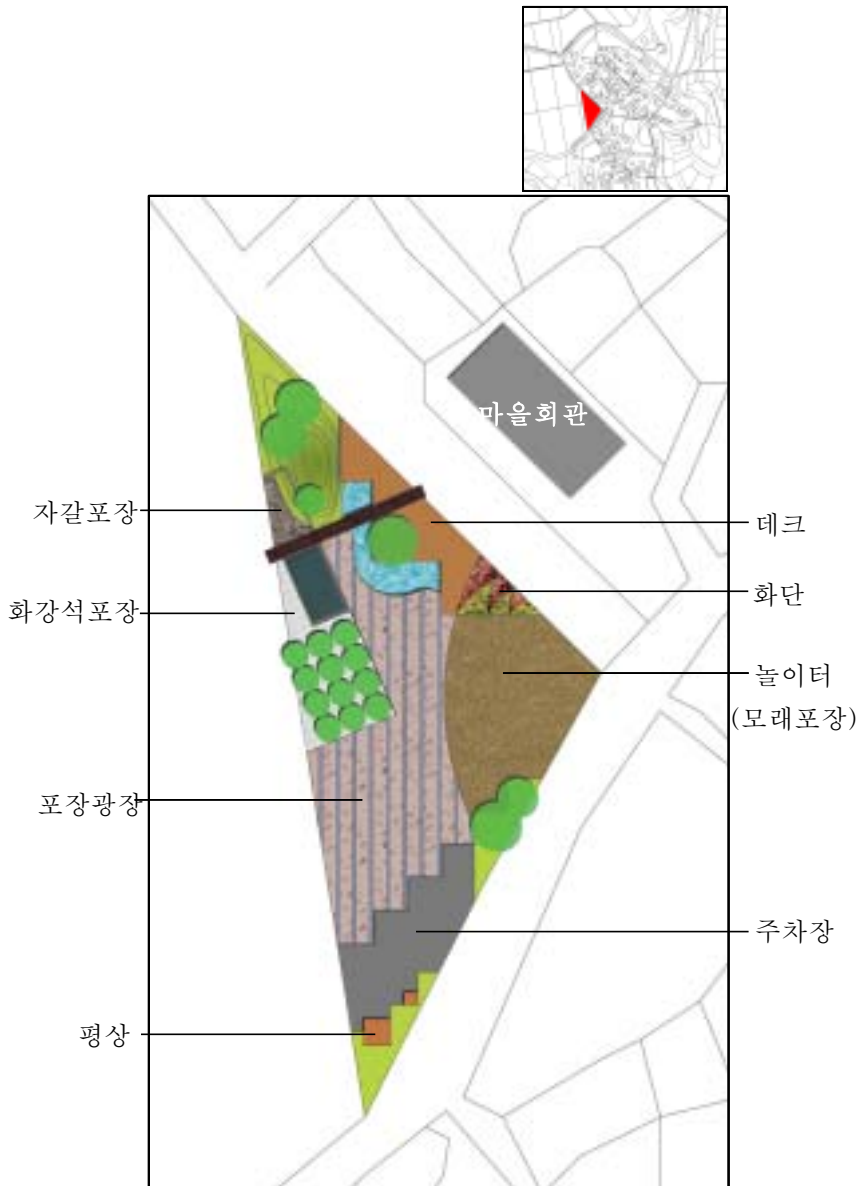 마을회관
자갈포장
데크
화단
화강석포장
놀이터
(모래포장)
포장광장
주차장
평상